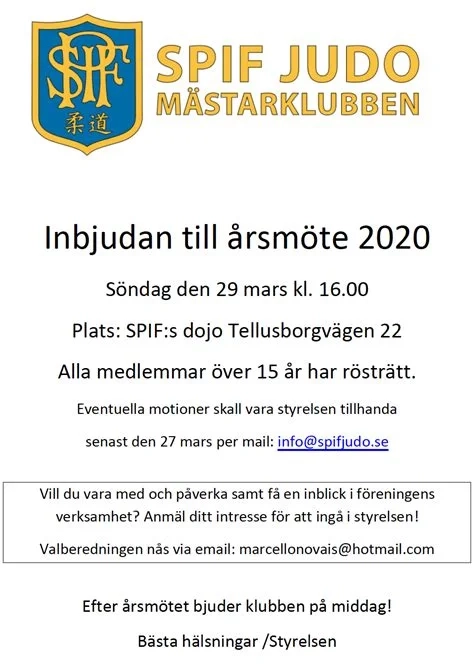 SPIF
柔道
SPIF JUDO
MÄSTARKLUBBEN
Inbjudan till årsmöte 2020
Söndag den 29 mars kl. 16.00
Plats: SPIF:s dojo Tellusborgvägen 22
Alla medlemmar över 15 år har rösträtt.
Eventuella motioner skall vara styrelsen tillhanda
senast den 27 mars per mail: info@spifjudo.se
Vill du vara med och påverka samt få en inblick i föreningens
verksamhet? Anmäl ditt intresse för att ingå i styrelsen!
Valberedningen nås via email: marcellonovais@hotmail.com
Efter årsmötet bjuder klubben på middag!
Bästa hälsningar /Styrelsen